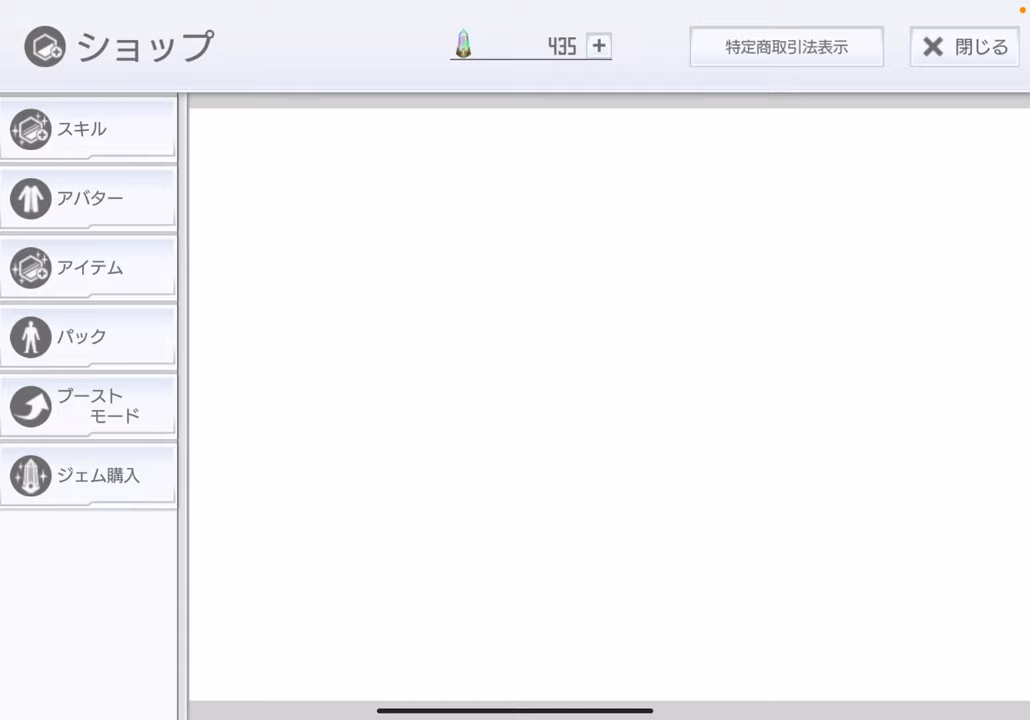 ショップ
435
特定商取引法表示
閉じる
スキル
アバター
アイテム
パック
ブースト
モード
ジェム購入